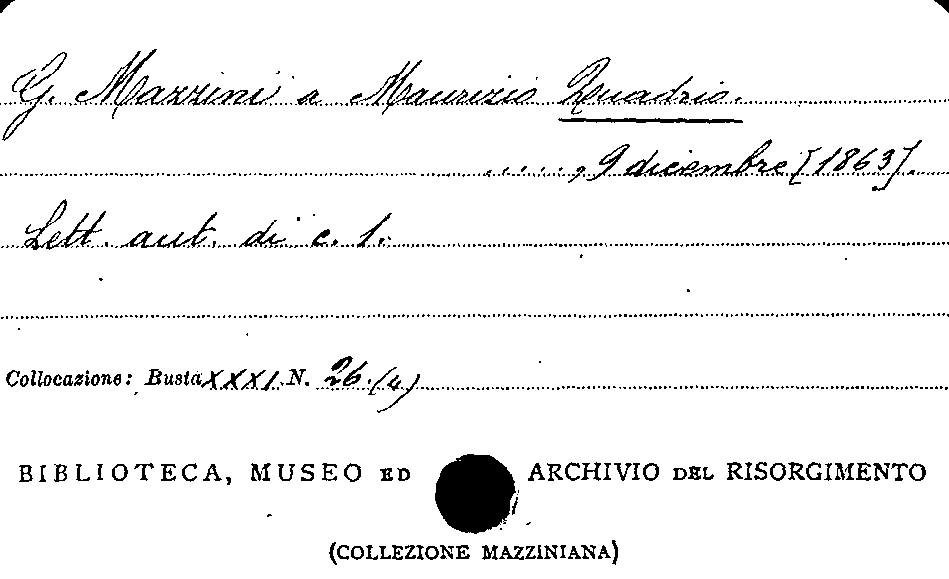 G. Mazzini a Maurizio Quadrio.
....., 9 dicembre [1863].
Lett. aut. di c. 1.
Collocazione: Busta XXXI N. 26.(4)
BIBLIOTECA, MUSEO ED ARCHIVIO DEL RISORGIMENTO
(COLLEZIONE MAZZINIANA)